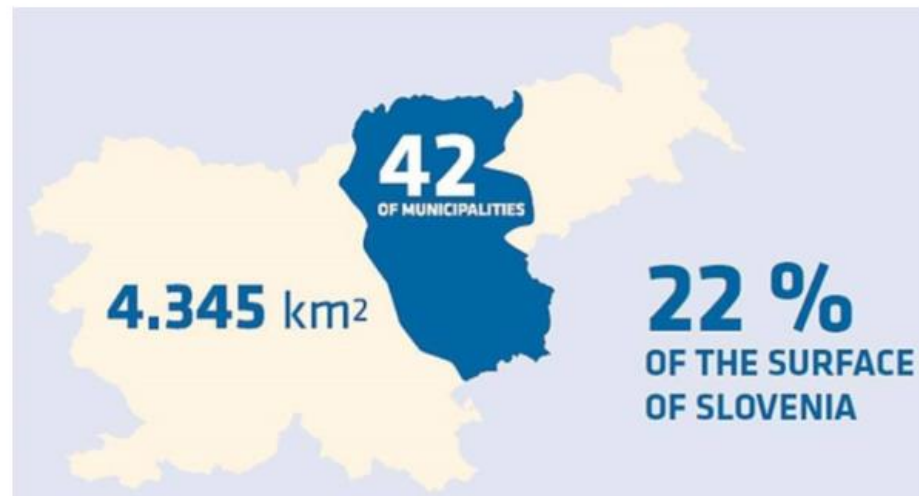 42
OF MUNICIPALITIES
4.345 km2
22 %
OF THE SURFACE
OF SLOVENIA